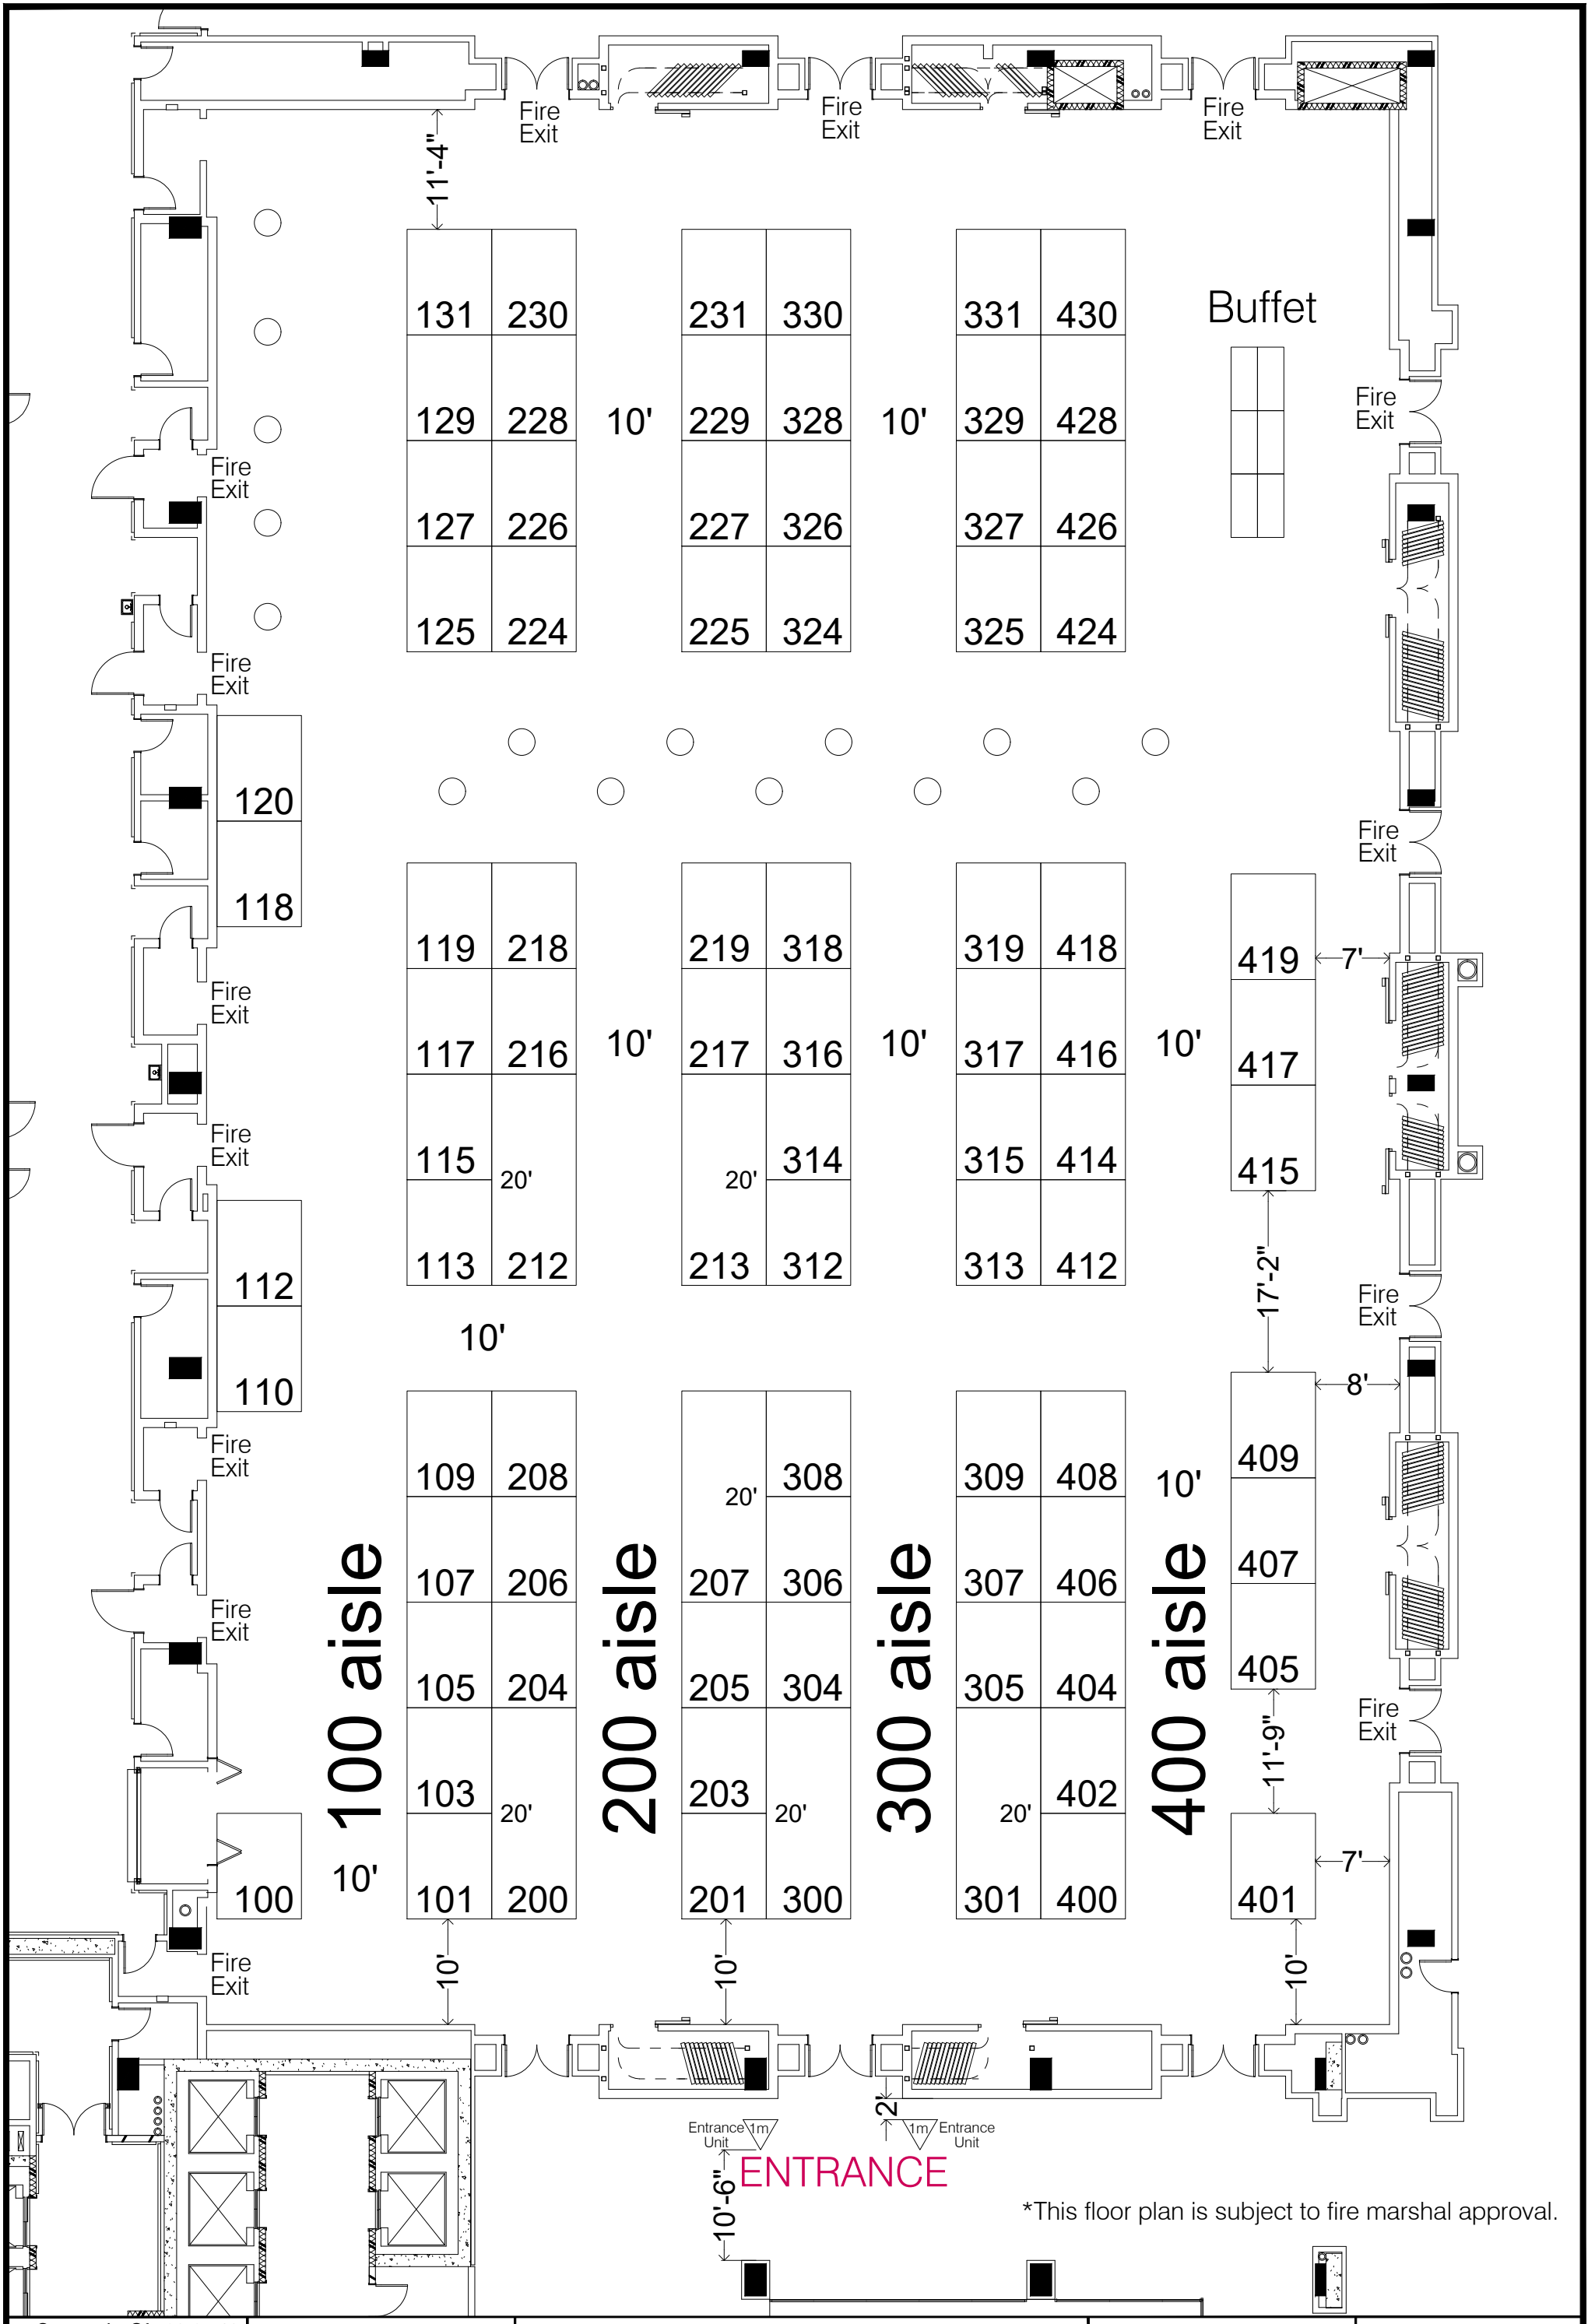 Fire
Exit
Fire
Exit
Fire
Exit
11'-4"
131 230
231 330
331 430
Buffet
129 228
10'
229 328
10'
329 428
Fire
Exit
Fire
Exit
127 226
227 326
327 426
125 224
225 324
325 424
Fire
Exit
120
118
Fire
Exit
119 218
219 318
319 418
419
7'
Fire
Exit
117 216
10'
217 316
10'
317 416
10'
417
115
20'
20'
314
315 414
415
Fire
Exit
113 212
213 312
313 412
17'-2"
112
10'
Fire
Exit
110
8'
Fire
Exit
109 208
20'
308
309 408
10'
409
107 206
207 306
307 406
407
Fire
Exit
105 204
205 304
305 404
405
100 aisle
200 aisle
300 aisle
400 aisle
Fire
Exit
11'-9"
103
20'
203
20'
20'
402
7'
100
10'
101 200
201 300
301 400
401
Fire
Exit
10'
10'
10'
2'
Entrance
Unit
1m
1m
Entrance
Unit
ENTRANCE
10'-6"
*This floor plan is subject to fire marshal approval.